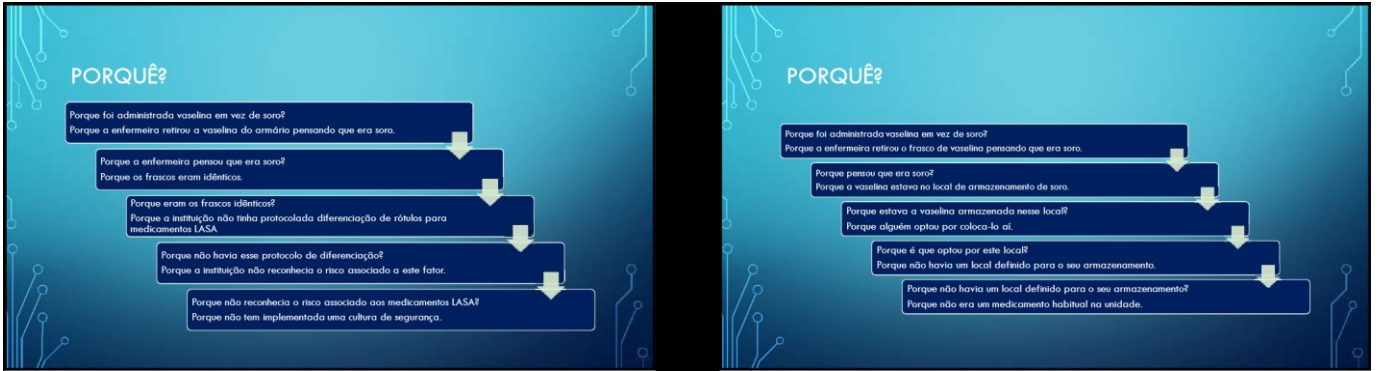 PORQUÊ?
Porque foi administrada vaselina em vez de soro?
Porque a enfermeira retirou a vaselina do armário pensando que era soro.
Porque a enfermeira pensou que era soro?
Porque os frascos eram idênticos.
Porque eram os frascos idênticos?
Porque a instituição não tinha protocolada diferenciação de rótulos para
medicamentos LASA
Porque não havia esse protocolo de diferenciação?
Porque a instituição não reconhecia o risco associado a este fator.
Porque não reconhecia o risco associado aos medicamentos LASA?
Porque não tem implementada uma cultura de segurança.
PORQUÊ?
Porque foi administrada vaselina em vez de soro?
Porque a enfermeira retirou o frasco de vaselina pensando que era soro.
Porque pensou que era soro?
Porque a vaselina estava no local de armazenamento de soro.
Porque estava a vaselina armazenada nesse local?
Porque alguém optou por coloca-lo aí.
Porque é que optou por este local?
Porque não havia um local definido para o seu armazenamento.
Porque não havia um local definido para o seu armazenamento?
Porque não era um medicamento habitual na unidade.